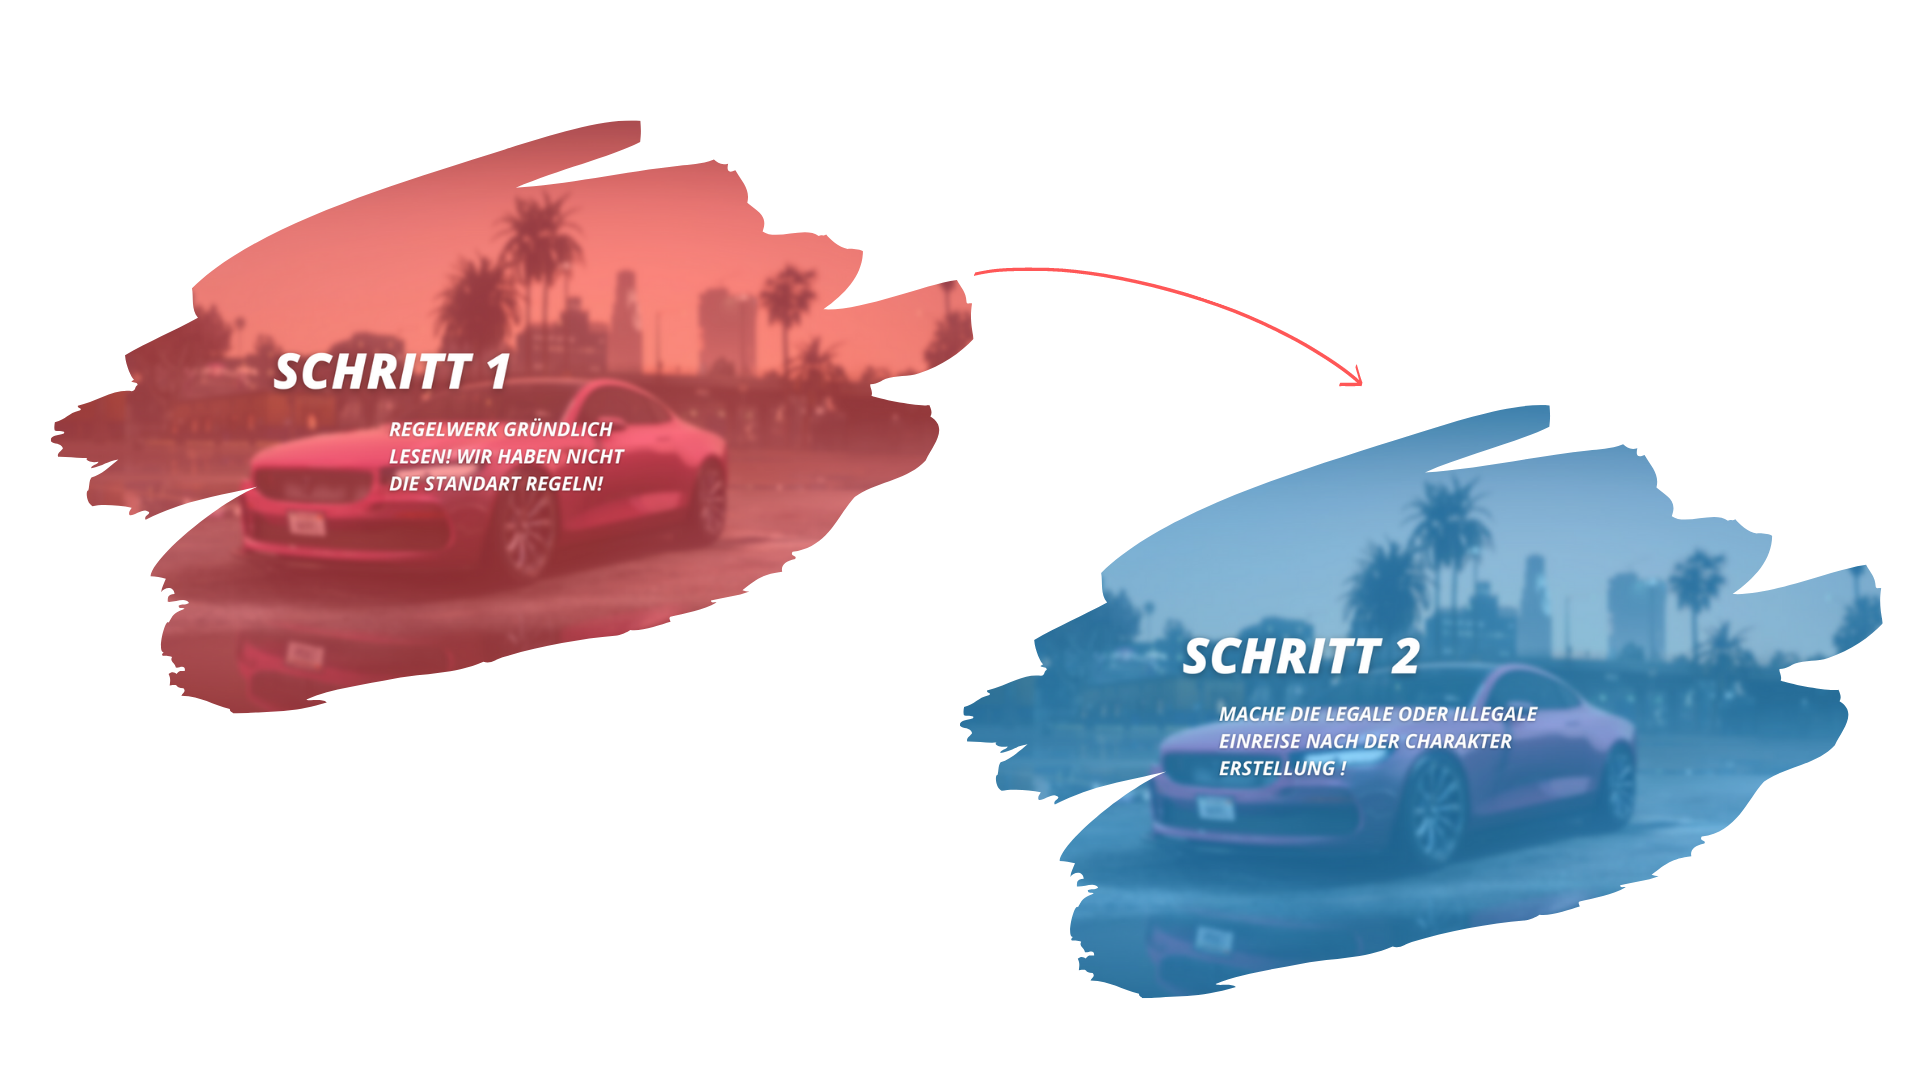 SCHRITT 1
REGELWERK GRÜNDLICH
LESEN! WIR HABEN NICHT
DIE STANDART REGELN!
SCHRITT 2
MACHE DIE LEGALE ODER ILLEGALE
EINREISE NACH DER CHARAKTER
ERSTELLUNG !